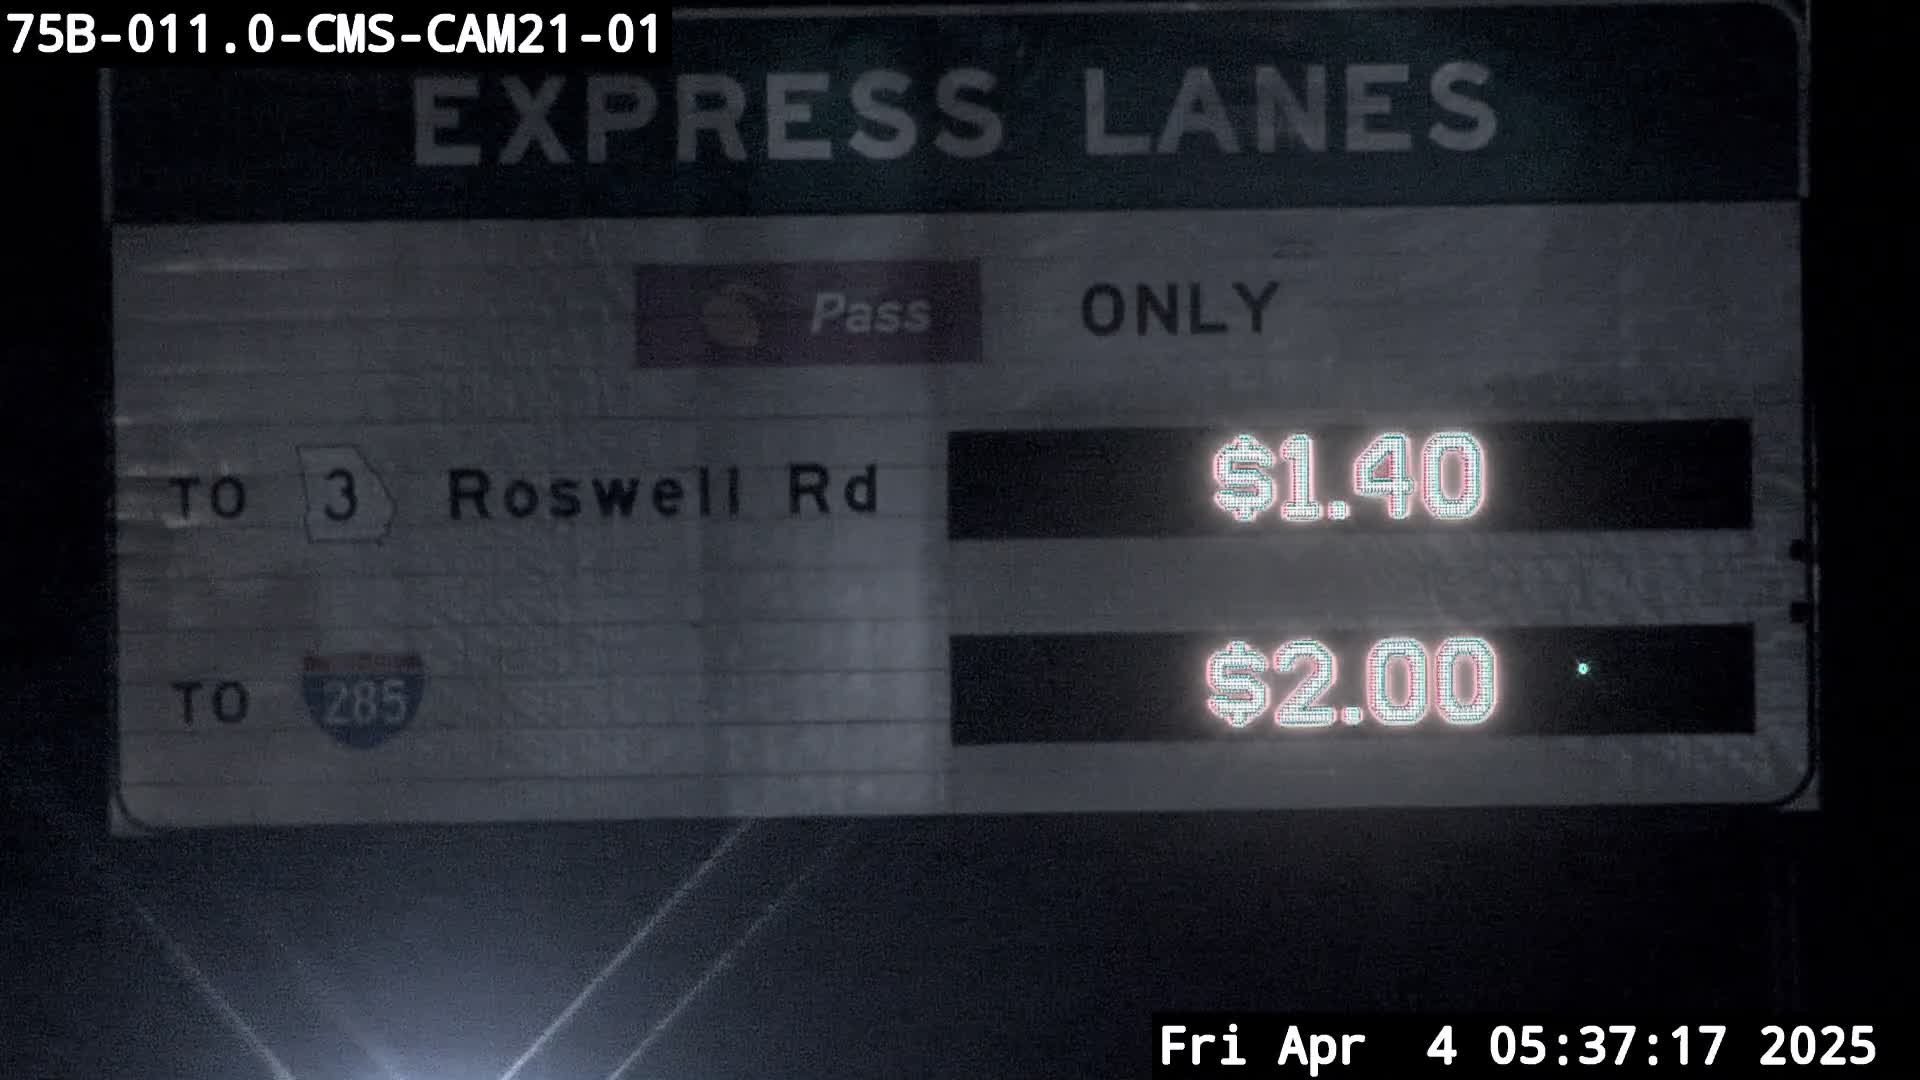 75B-011.0-CMS-CAM21-01
EXPRESS LANES
Pass ONLY
TO 3 Roswell Rd $1.40
TO 285 $2.00
Fri Apr 4 05:37:17 2025